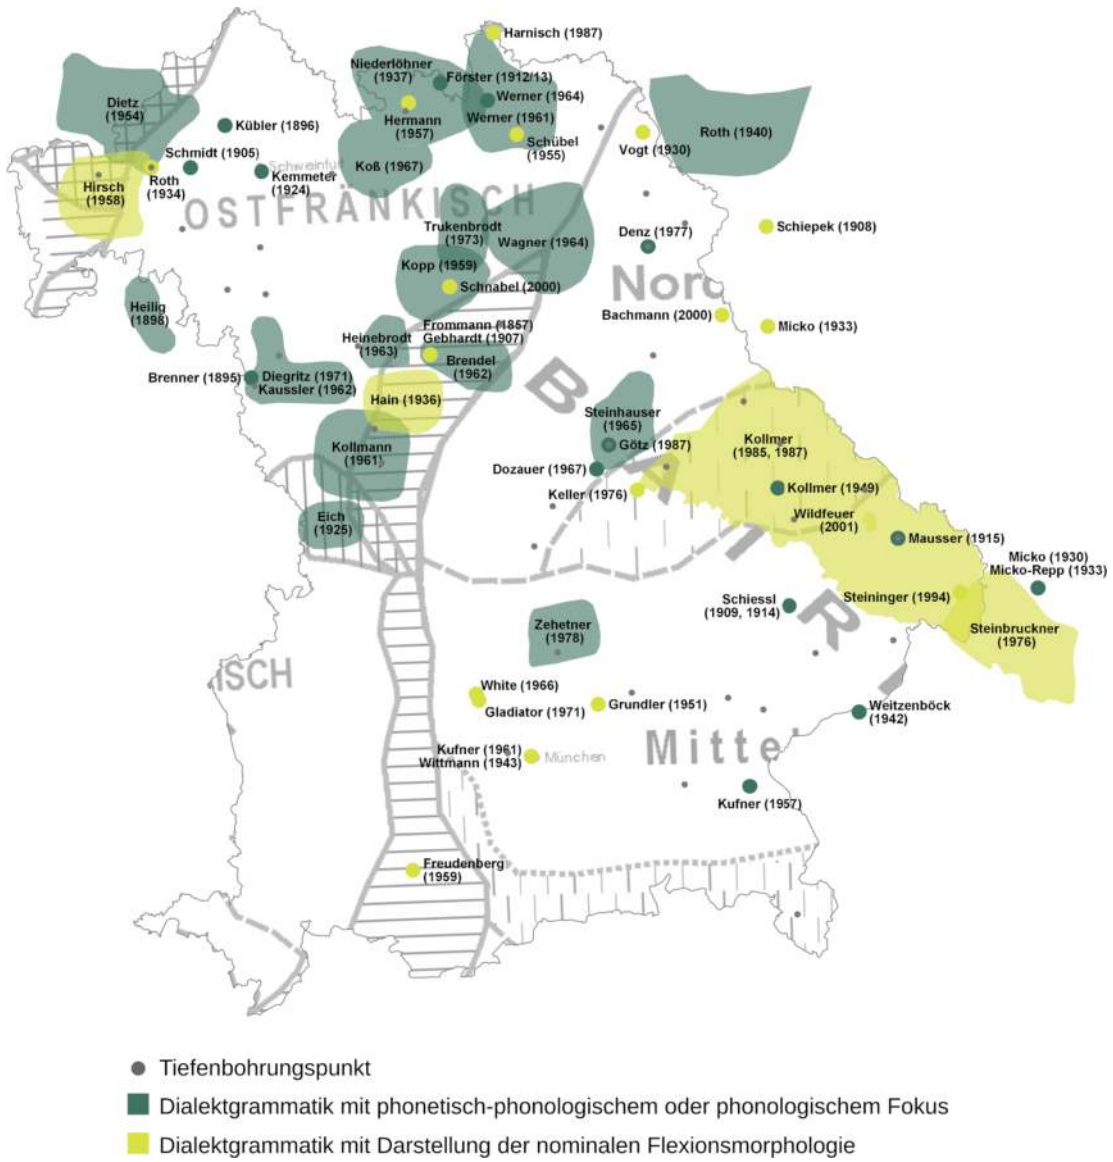 Harnisch (1987)
Niederlöhner
(1937)
Förster (1912/13)
Dietz
(1954)
Werner (1964)
Hermann
(1957)
Werner (1961)
Kübler (1896)
Schübel
(1955)
Vogt (1930)
Roth (1940)
Schmidt (1905)
Schweinfurt
Koß (1967)
Hirsch
(1958)
Roth
(1934)
Kemmeter
(1924)
OSTFRÄNKISCH
Trukenbrodt
(1973)
Wagner (1964)
Denz (1977)
Schiepek (1908)
Kopp (1959)
Schnabel (2000)
Nord
Heilig
(1898)
Bachmann (2000)
Micko (1933)
Frommann (1857)
Gebhardt (1907)
Heinebrodt
(1963)
Brendel
(1962)
Brenner (1895)
Diegritz (1971)
Kaussler (1962)
BAIR
Hain (1936)
Steinhauser
(1965)
Götz (1987)
Kollmer
(1985, 1987)
Kollmann
(1961)
Dozauer (1967)
Keller (1976)
Kollmer (1949)
Eich
(1925)
Wildfeuer
(2001)
Mausser (1915)
Micko (1930)
Micko-Repp (1933)
Schiessl
(1909, 1914)
Steininger (1994)
Zehetner
(1978)
Steinbruckner
(1976)
ISCH
White (1966)
Gladiator (1971)
Grundler (1951)
Weitzenböck
(1942)
Kufner (1961)
Wittmann (1943)
München
Mittel
Kufner (1957)
Freudenberg
(1959)
Tiefenbohrungspunkt
Dialektgrammatik mit phonetisch-phonologischem oder phonologischem Fokus
Dialektgrammatik mit Darstellung der nominalen Flexionsmorphologie